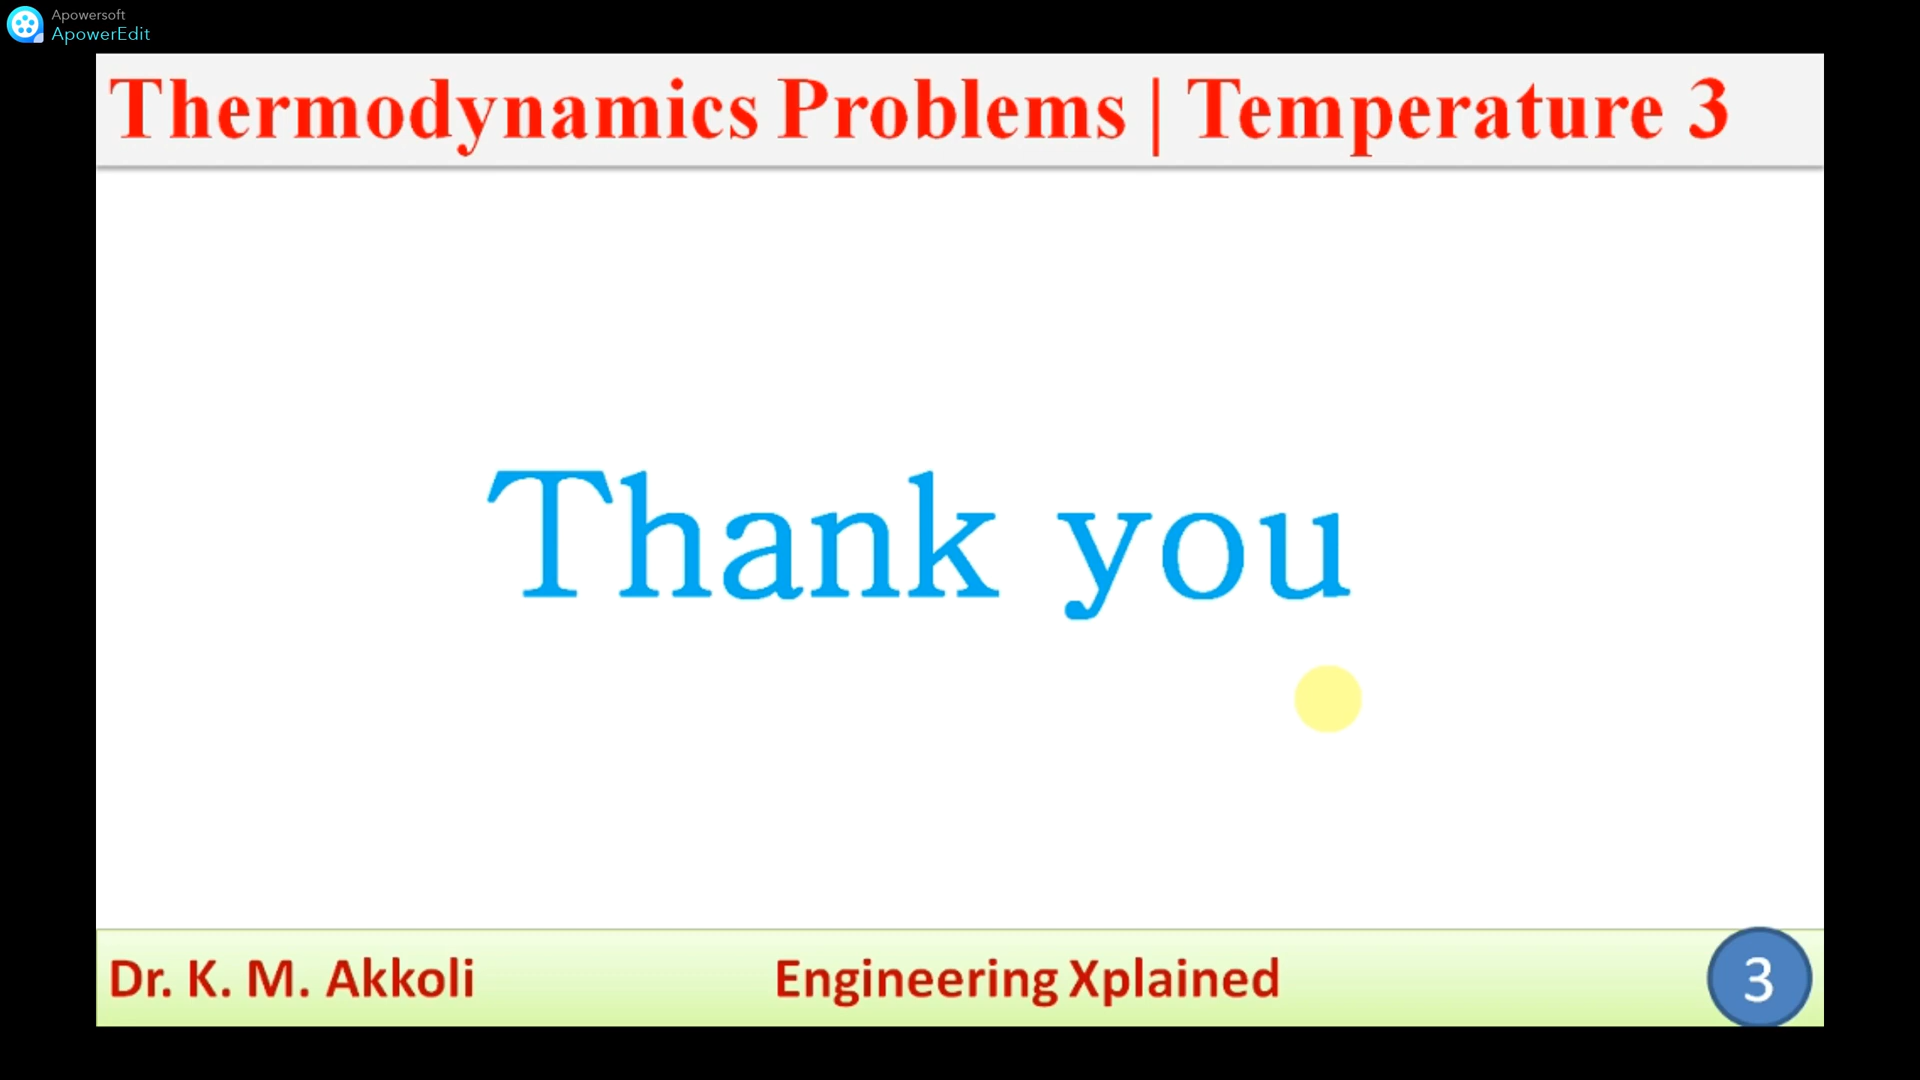 Apowersoft
ApowerEdit
Thermodynamics Problems | Temperature 3
Thank you
Dr. K. M. Akkoli Engineering Xplained 3